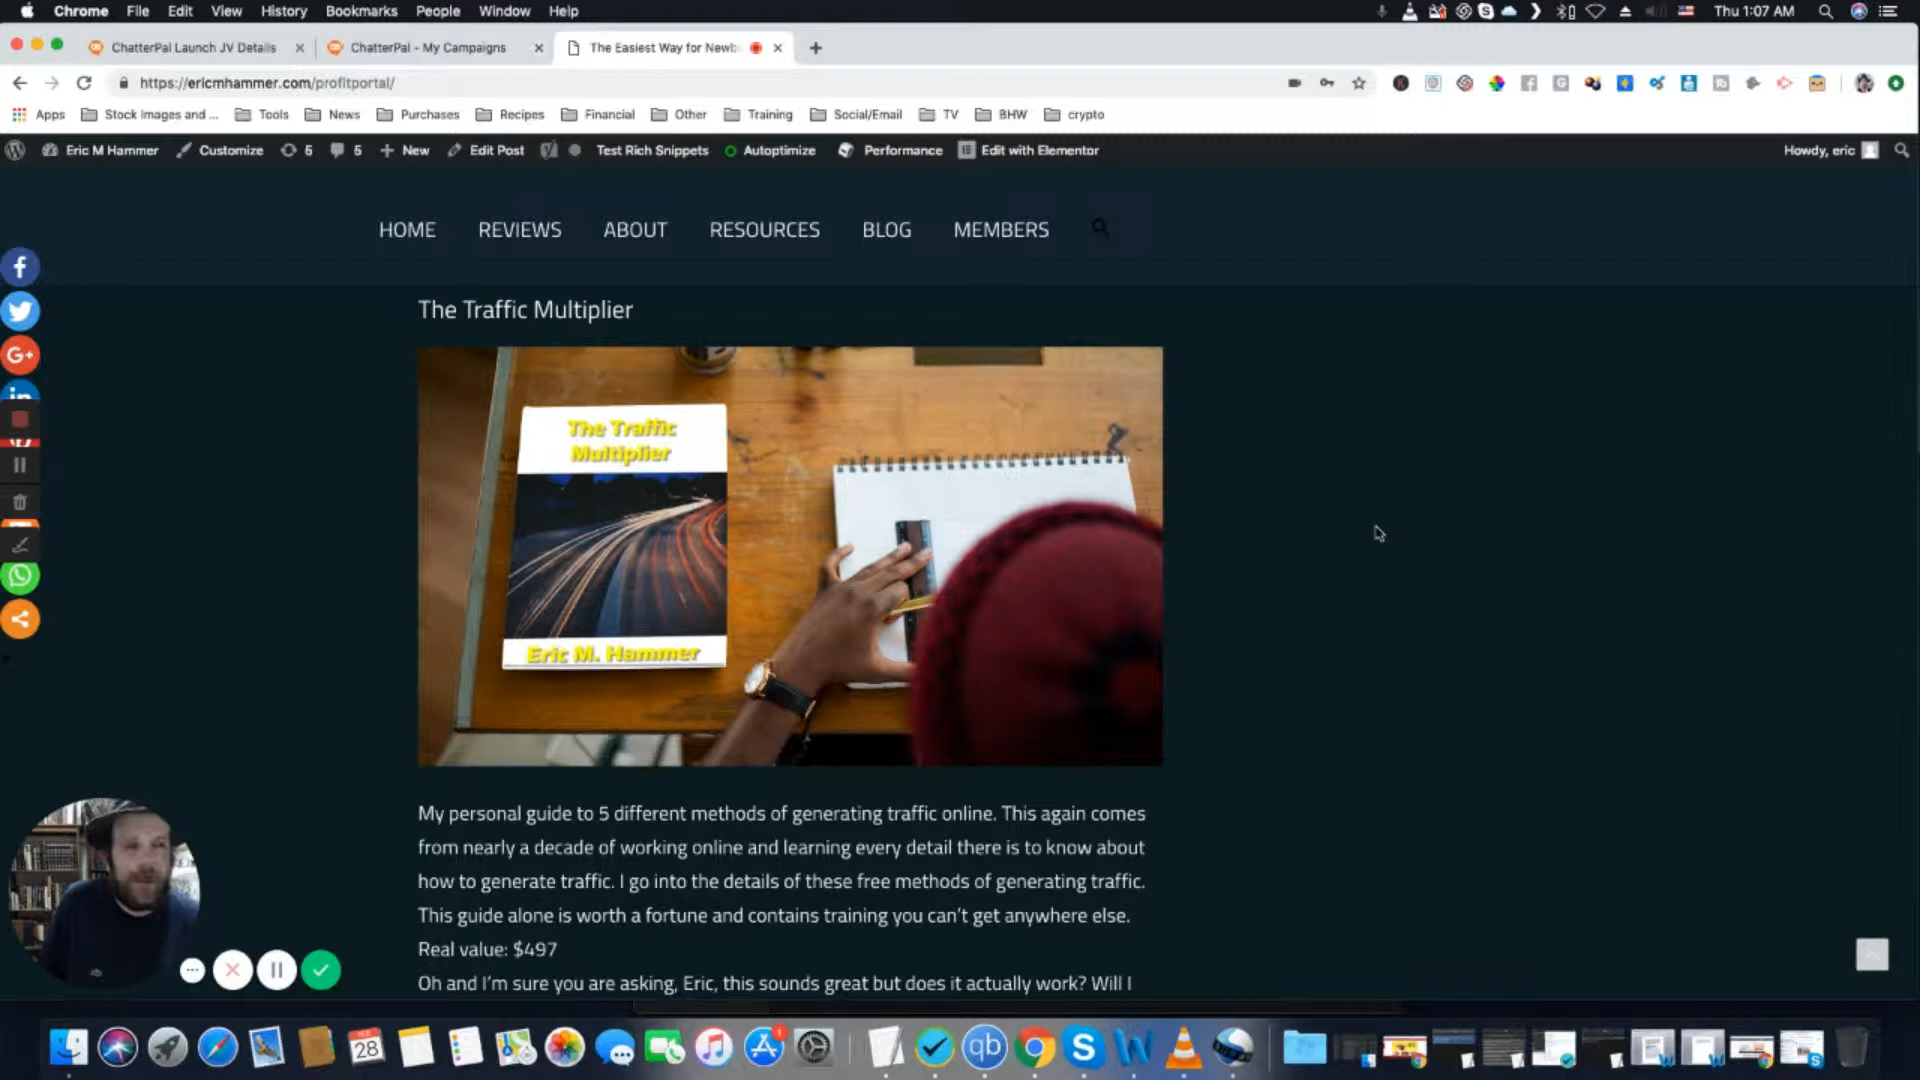 Chrome File Edit View History Bookmarks People Window Help Thu 1:07 AM
ChatterPal Launch JV Details ChatterPal - My Campaigns The Easiest Way for Newb
https://ericmhammer.com/profitportal/
Apps Stock Images and ... Tools News Purchases Recipes Financial Other Training Social/Email TV BHW crypto
Eric M Hammer Customize 5 5 New Edit Post Test Rich Snippets Autoptimize Performance Edit with Elementor Howdy, eric
HOME REVIEWS ABOUT RESOURCES BLOG MEMBERS
The Traffic Multiplier
The Traffic
Multiplier
Eric M. Hammer
My personal guide to 5 different methods of generating traffic online. This again comes
from nearly a decade of working online and learning every detail there is to know about
how to generate traffic. I go into the details of these free methods of generating traffic.
This guide alone is worth a fortune and contains training you can't get anywhere else.
Real value: $497
Oh and I'm sure you are asking, Eric, this sounds great but does it actually work? Will I
28
qb